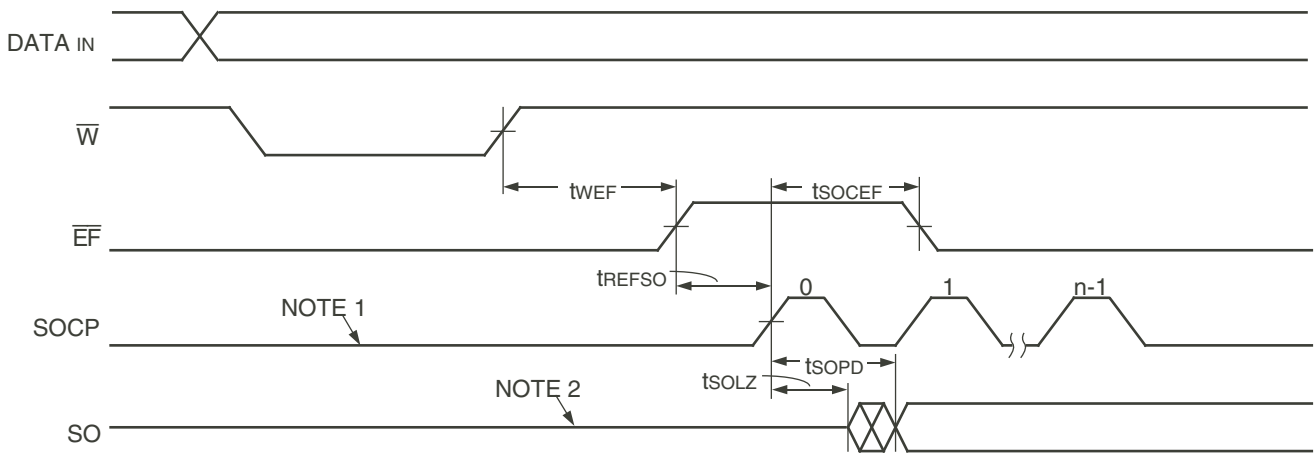 DATA IN
W
tWEF
tSOCEF
EF
tREFSO
0
1
n-1
NOTE 1
SOCP
tSOPD
tSOLZ
NOTE 2
SO